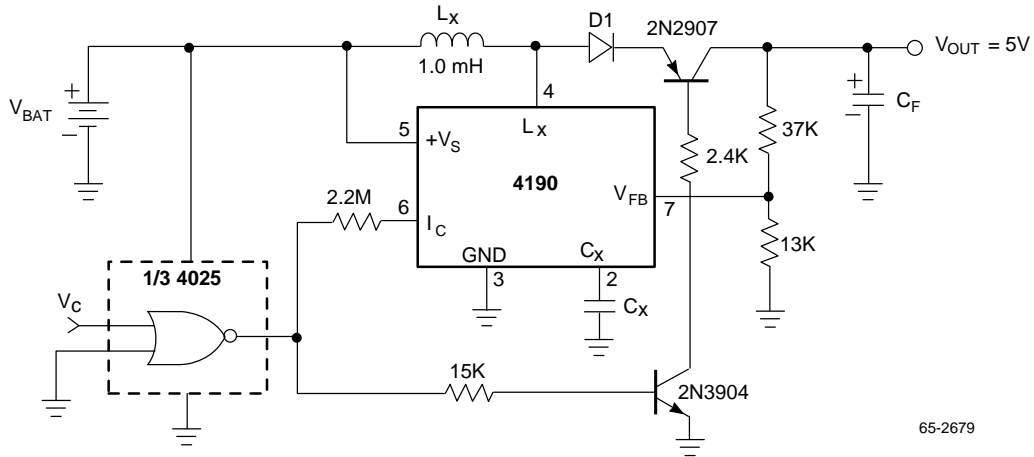 LX
D1
2N2907
VOUT = 5V
1.0 mH
4
+
VBAT
–
LX
+
–
CF
5
+VS
37K
2.4K
4190
2.2M
6
VFB
7
IC
GND
CX
13K
1/3 4025
3
2
VC
CX
15K
2N3904
65-2679